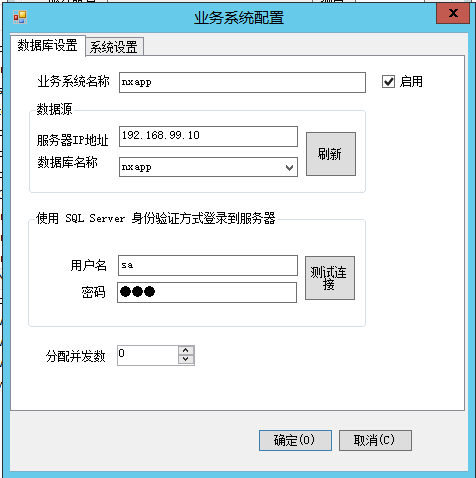 业务系统配置
数据库设置 系统设置
业务系统名称 nxapp 启用
数据源
服务器IP地址 192.168.99.10
刷新
数据库名称 nxapp
使用 SQL Server 身份验证方式登录到服务器
用户名 sa
测试连
接
密码 ●●●
分配并发数 0
确定(O) 取消(C)